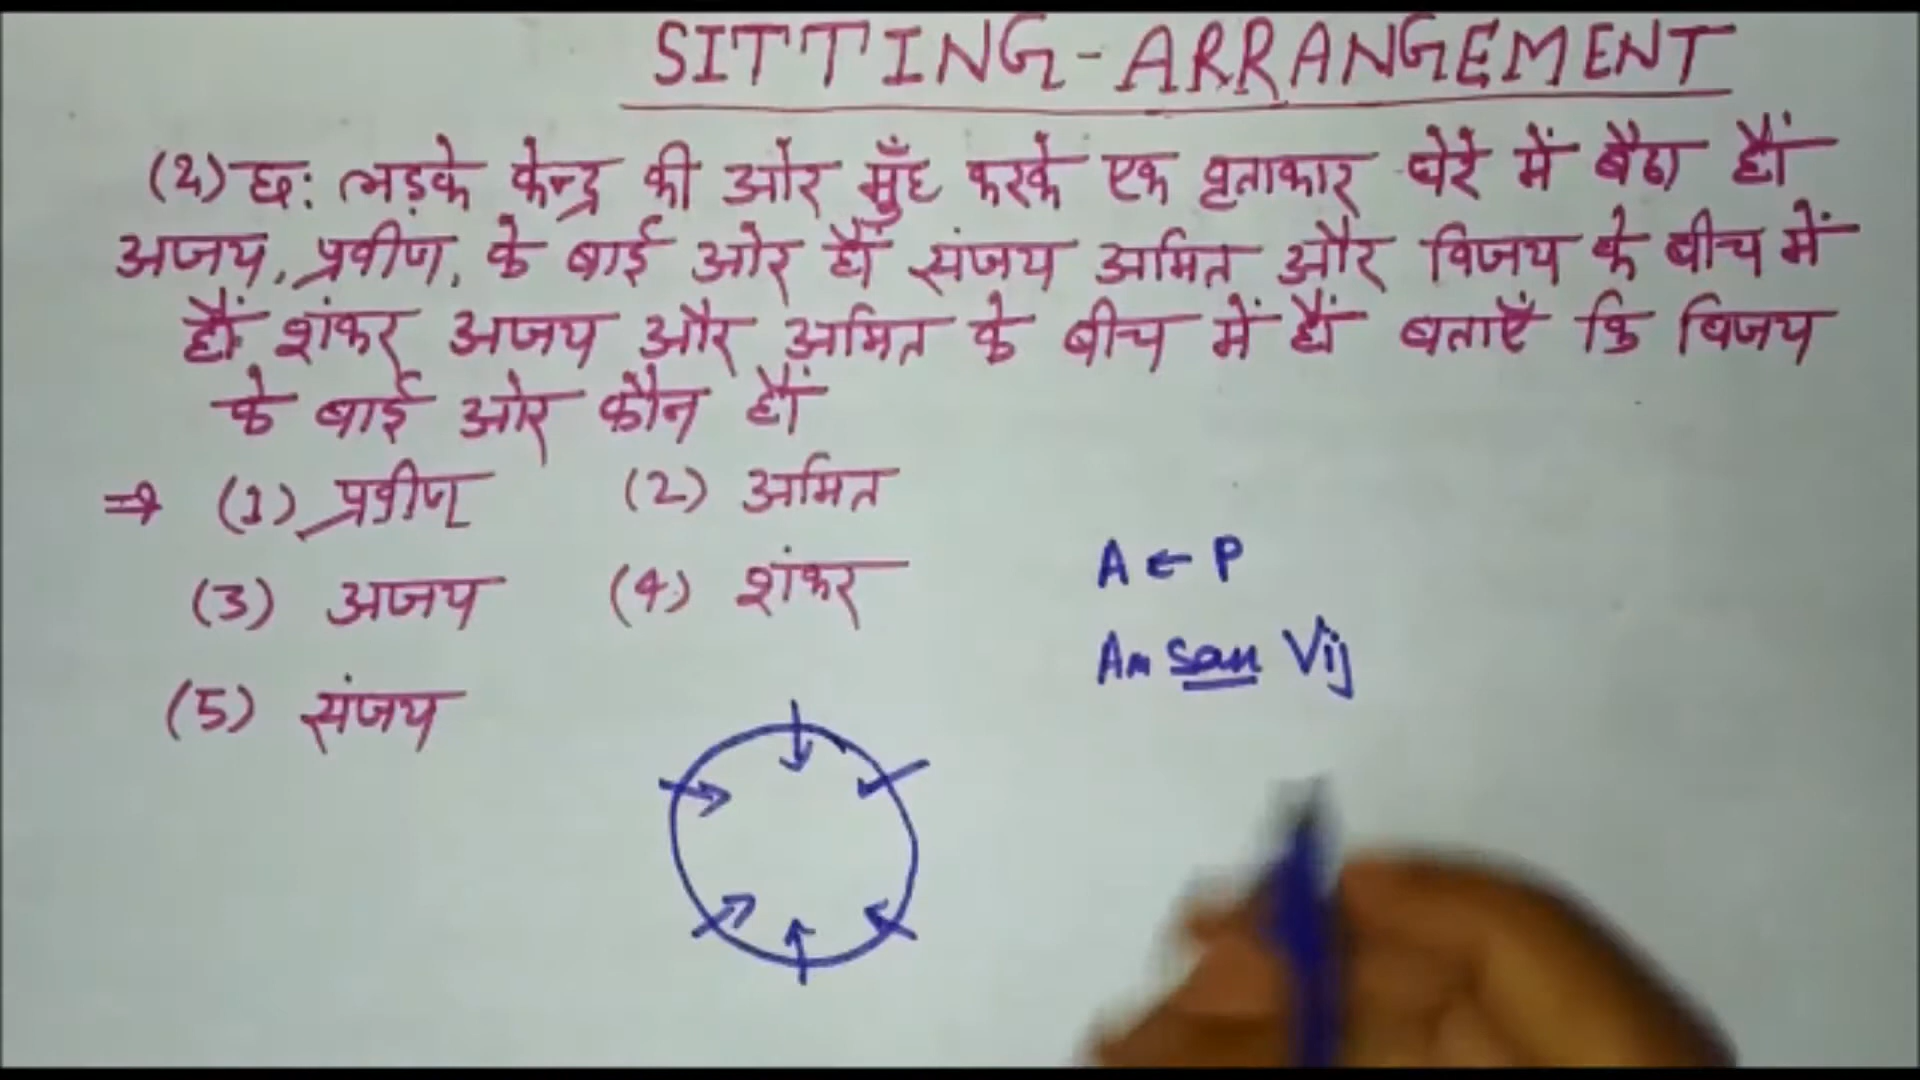 SITTING-ARRANGEMENT
(2) छः लड़के केन्द्र की ओर मुँह करके एक वृताकार घेरे में बैठा हैं
अजय, प्रवीण, के बाई ओर हैं संजय अमित और विजय के बीच में
हैं शंकर अजय और अमित के बीच में हैं बताएँ कि विजय
के बाई ओर कौन हैं
⇒ (1) प्रवीण (2) अमित
(3) अजय (4) शंकर
(5) संजय
A ← P
Am San Vij